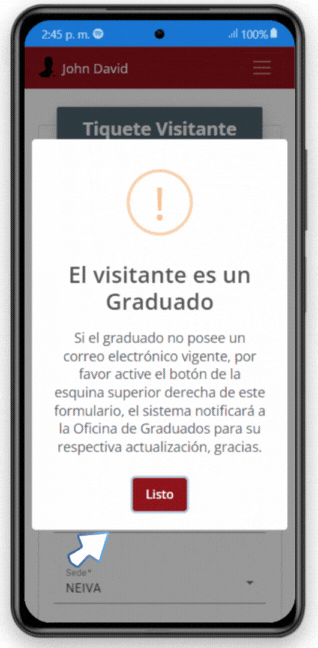 2:45 p. m.
100%
John David
Tiquete Visitante
El visitante es un
Graduado
Si el graduado no posee un
correo electrónico vigente, por
favor active el botón de la
esquina superior derecha de este
formulario, el sistema notificará a
la Oficina de Graduados para su
respectiva actualización, gracias.
Listo
Sede*
NEIVA